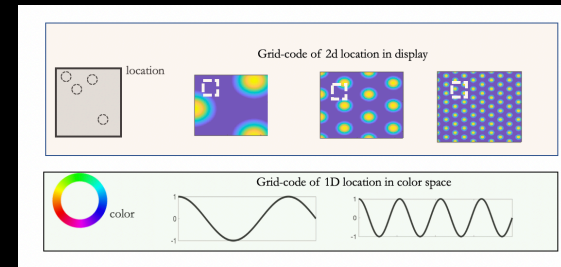 Grid-code of 2d location in display
location
Grid-code of 1D location in color space
color
1
0
-1
1
0
-1